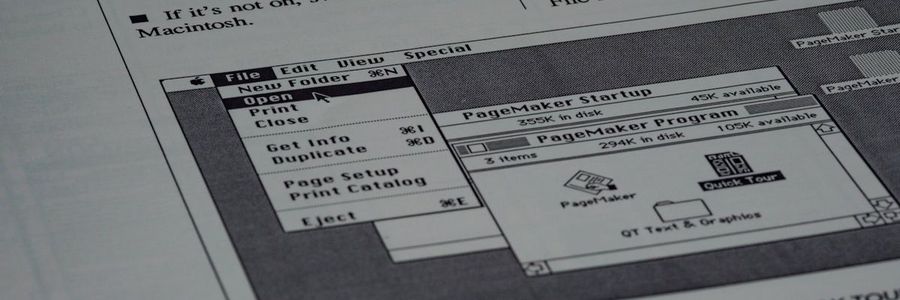 ■ If it's not on,
Macintosh.
File Edit View Special
New Folder ⌘N
Open
Print
Close
Get Info ⌘I
Duplicate ⌘D
Page Setup
Print Catalog
Eject ⌘E
PageMaker Startup
355K in disk 45K available
PageMaker Program
3 items 294K in disk 105K available
PageMaker
Quick Tour
QT Text & Graphics
PageMaker Star
PageMaker